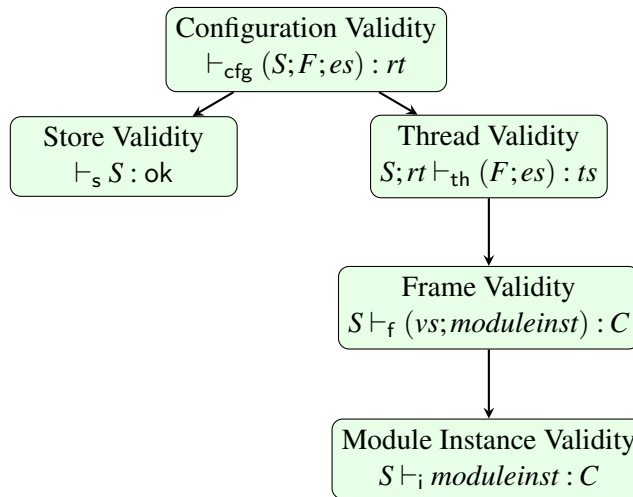 Configuration Validity
⊢cfg (S;F;es) : rt
Store Validity
⊢s S : ok
Thread Validity
S;rt ⊢th (F;es) : ts
Frame Validity
S ⊢f (vs;moduleinst) : C
Module Instance Validity
S ⊢i moduleinst : C